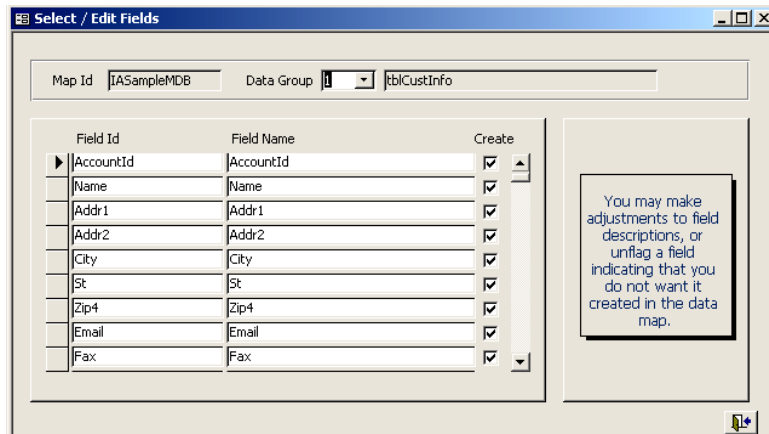 Select / Edit Fields
Map Id IASampleMDB Data Group 1 tblCustInfo
Field Id Field Name Create
AccountId AccountId
Name Name
Addr1 Addr1
Addr2 Addr2
City City
St St
Zip4 Zip4
Email Email
Fax Fax
You may make
adjustments to field
descriptions, or
unflag a field
indicating that you
do not want it
created in the data
map.